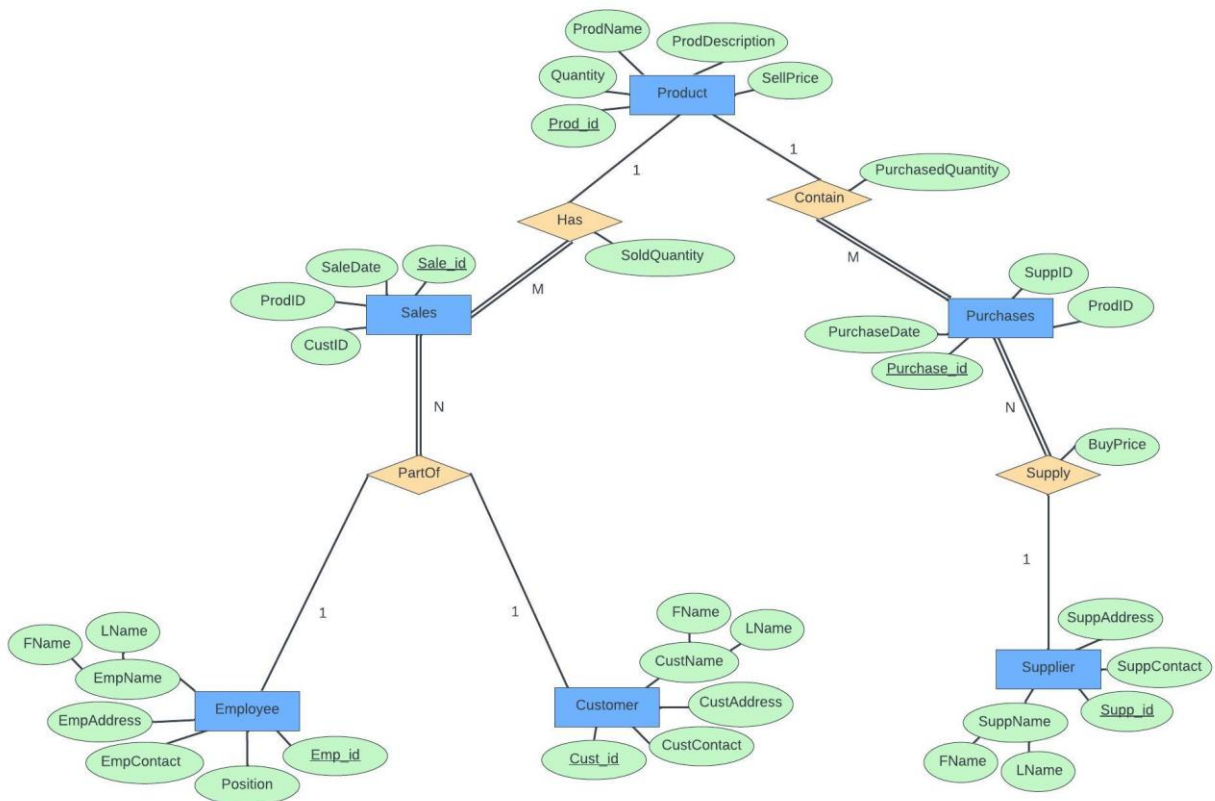 ProdName
ProdDescription
Quantity
Product
SellPrice
Prod_id
1
1
PurchasedQuantity
Contain
Has
SoldQuantity
SaleDate
Sale_id
M
M
SuppID
ProdID
Sales
ProdID
Purchases
CustID
PurchaseDate
Purchase_id
N
N
BuyPrice
PartOf
Supply
1
1
1
FName
LName
EmpName
FName
LName
CustName
SuppAddress
Supplier
SuppContact
Employee
Customer
CustAddress
Supp_id
EmpAddress
SuppName
EmpContact
Emp_id
Position
Cust_id
CustContact
FName
LName